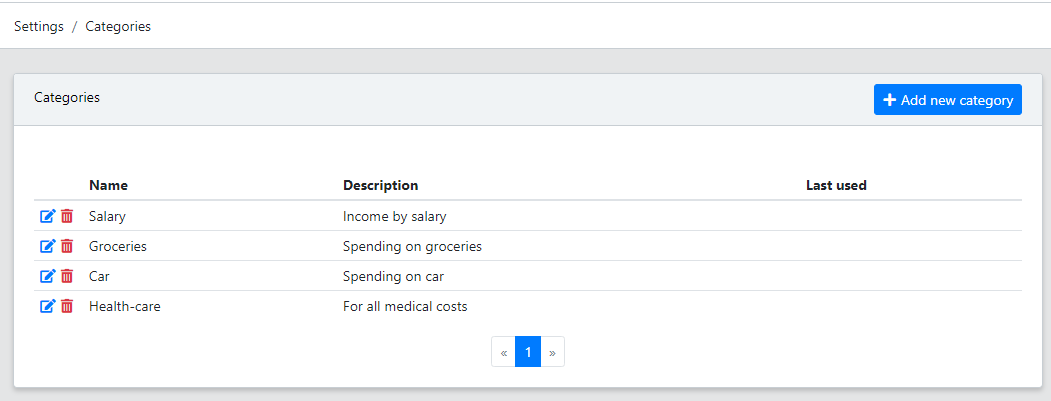 Settings / Categories
Categories
Add new category
Name Description Last used
Salary Income by salary
Groceries Spending on groceries
Car Spending on car
Health-care For all medical costs
« 1 »